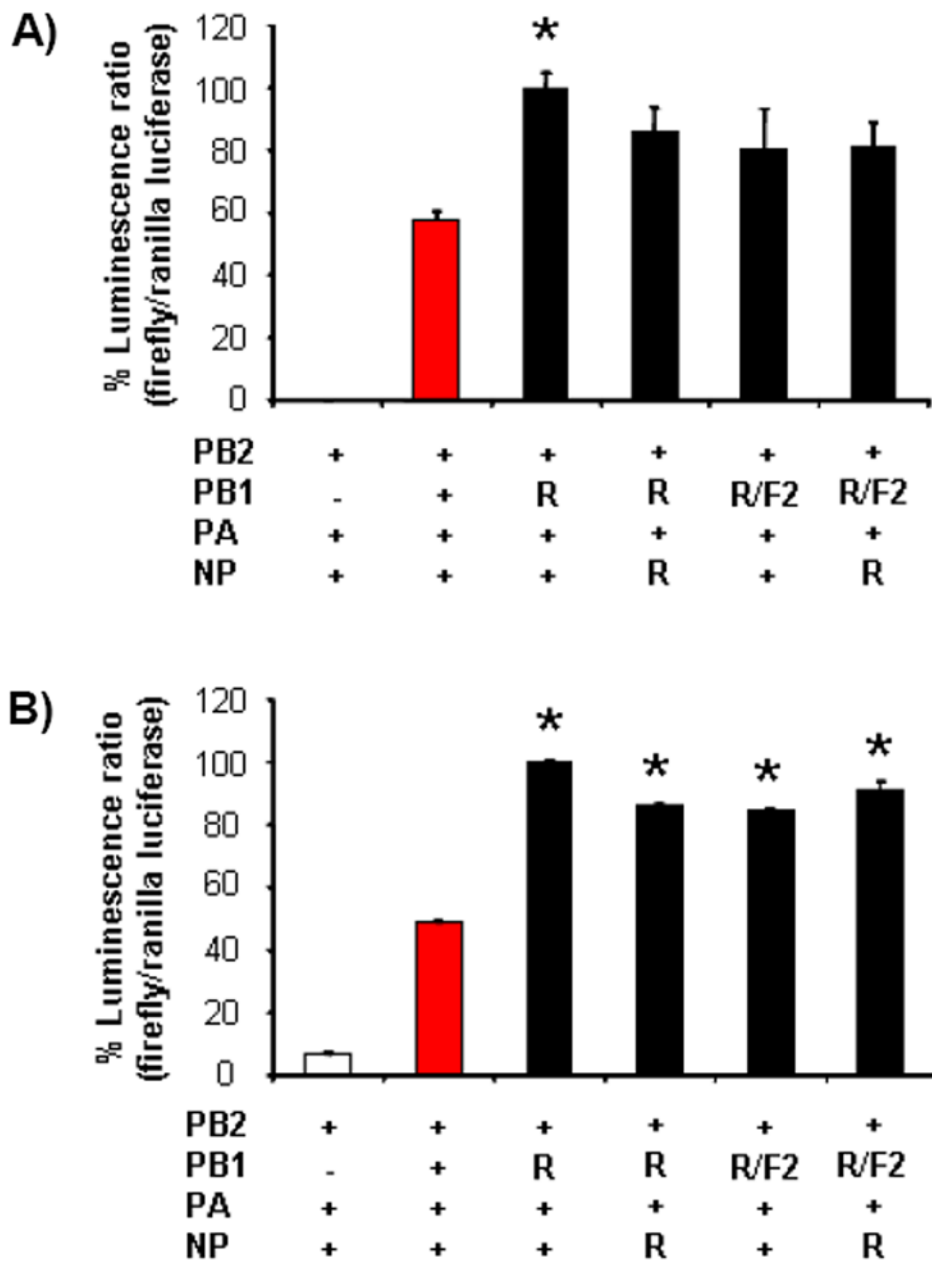 A)
% Luminescence ratio
(firefly/ranilla luciferase)
120
*
100
80
60
40
20
0
PB2 + + + + + +
PB1 - + R R R/F2 R/F2
PA + + + + + +
NP + + + R + R
B)
% Luminescence ratio
(firefly/ranilla luciferase)
120
* * * *
100
80
60
40
20
0
PB2 + + + + + +
PB1 - + R R R/F2 R/F2
PA + + + + + +
NP + + + R + R